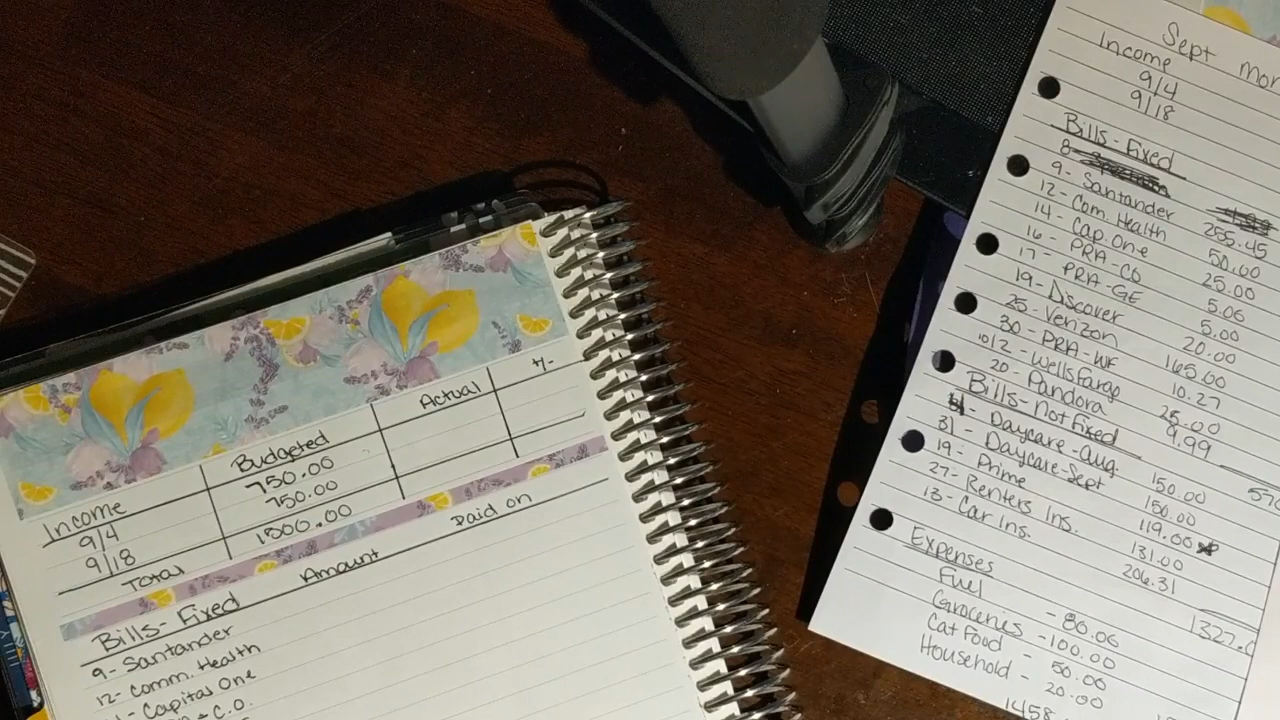 Budgeted Actual +/-
Income 750.00
9/4 750.00
9/18 1500.00
Total
Bills-Fixed Amount Paid on
9- Santander
12- Comm. Health
Capital One
C.O.
Sept
Income
9/4
9/18
Bills-Fixed
8-
9- Santander 255.45
12- Com. Health 50.00
14- Cap. One 25.00
16- PRA-CO 5.06
17- PRA-GE 5.00
19- Discover 20.00
25- Verizon 165.00
30- PRA-WF 10.27
10/2- Wells Fargo 25.00
20- Pandora 9.99
Bills-not fixed
Daycare-aug. 150.00
31- Daycare-Sept 150.00
19- Prime 119.00
27- Renters Ins. 131.00
13- Car Ins. 206.31
1327.
Expenses
Fuel - 80.06
Groceries - 100.00
Cat Food - 50.00
Household - 20.00
1458.